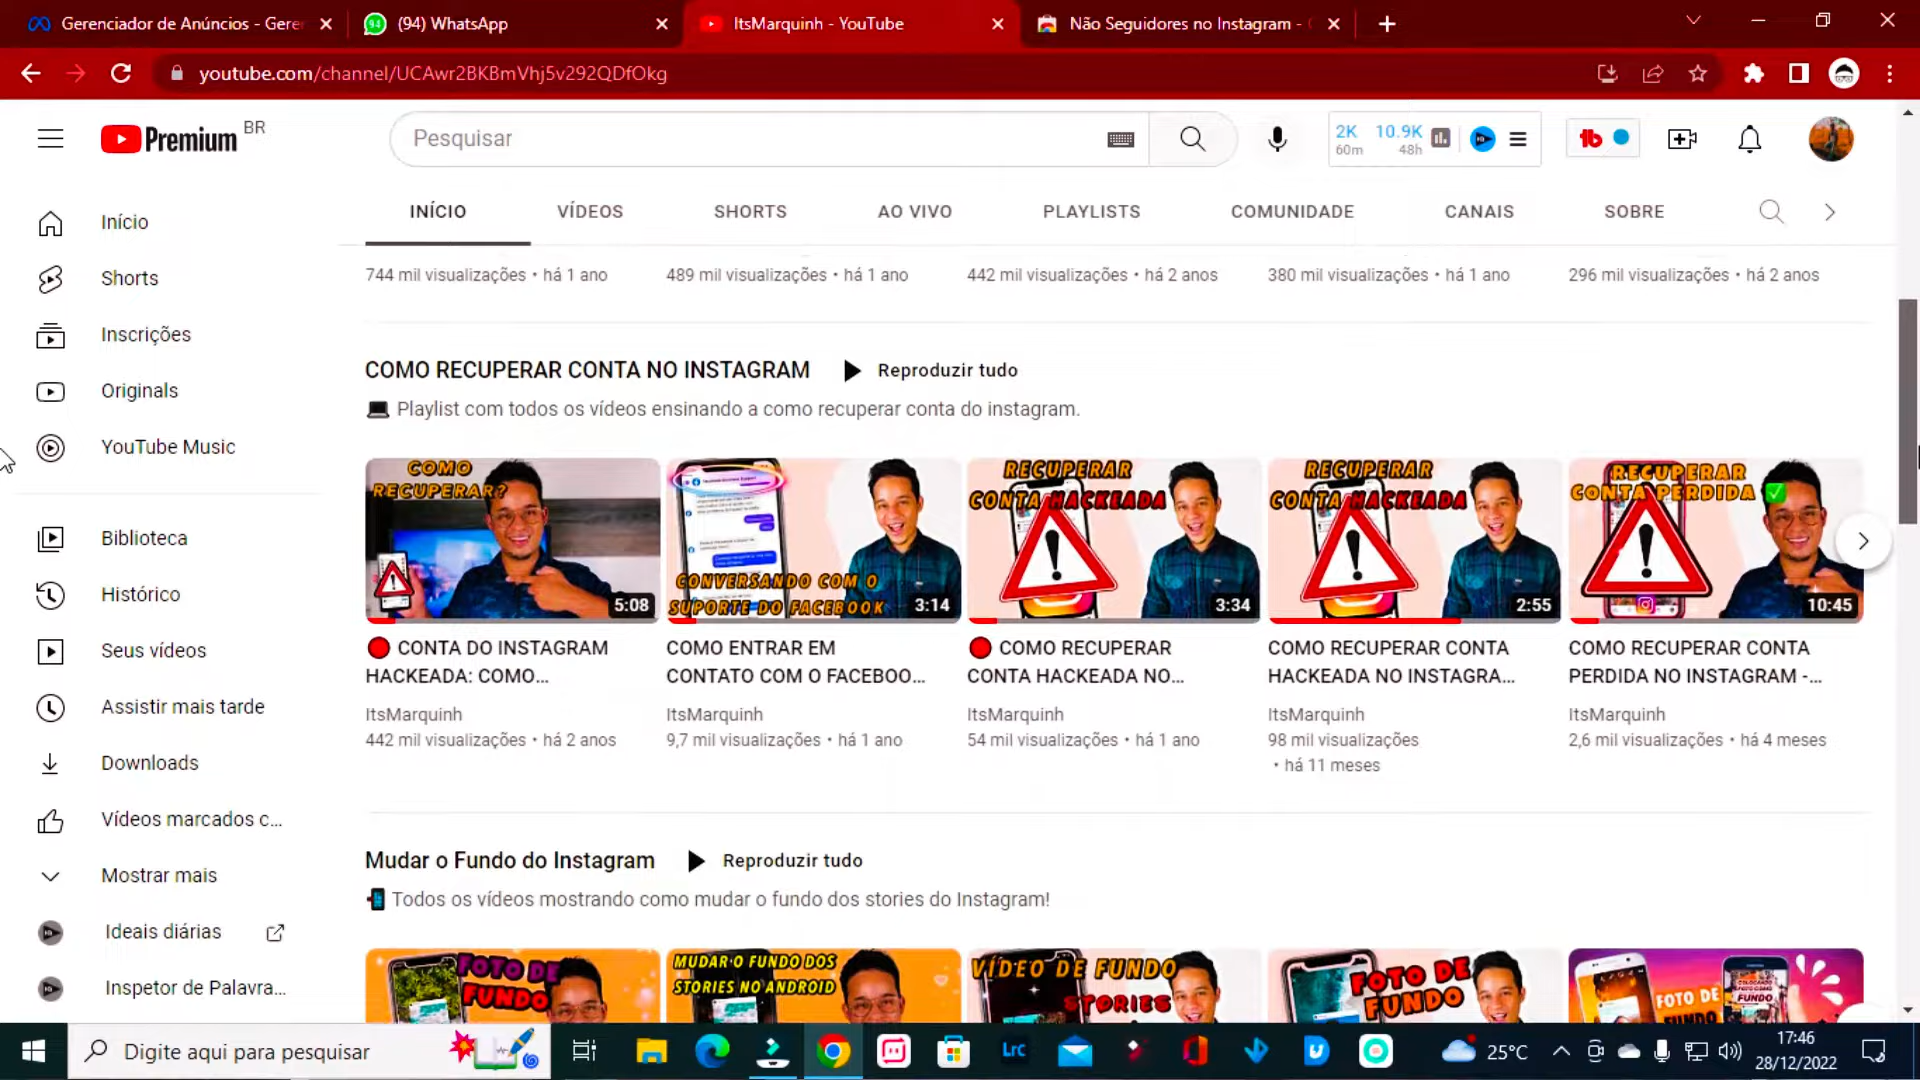 Gerenciador de Anúncios - Gere
(94) WhatsApp
ItsMarquinh - YouTube
Não Seguidores no Instagram -
youtube.com/channel/UCAwr2BKBmVhj5v292QDfOkg
Premium BR
Pesquisar
2K 10.9K
60m 48h
INÍCIO VÍDEOS SHORTS AO VIVO PLAYLISTS COMUNIDADE CANAIS SOBRE
Início
Shorts
Inscrições
Originals
YouTube Music
Biblioteca
Histórico
Seus vídeos
Assistir mais tarde
Downloads
Vídeos marcados c...
Mostrar mais
Ideais diárias
Inspetor de Palavra...
744 mil visualizações • há 1 ano
489 mil visualizações • há 1 ano
442 mil visualizações • há 2 anos
380 mil visualizações • há 1 ano
296 mil visualizações • há 2 anos
COMO RECUPERAR CONTA NO INSTAGRAM
Reproduzir tudo
Playlist com todos os vídeos ensinando a como recuperar conta do instagram.
COMO
RECUPERAR?
5:08
CONTA DO INSTAGRAM
HACKEADA: COMO...
ItsMarquinh
442 mil visualizações • há 2 anos
CONVERSANDO COM O
SUPORTE DO FACEBOOK
3:14
COMO ENTRAR EM
CONTATO COM O FACEBOO...
ItsMarquinh
9,7 mil visualizações • há 1 ano
RECUPERAR
CONTA HACKEADA
3:34
COMO RECUPERAR
CONTA HACKEADA NO...
ItsMarquinh
54 mil visualizações • há 1 ano
RECUPERAR
CONTA HACKEADA
2:55
COMO RECUPERAR CONTA
HACKEADA NO INSTAGRA...
ItsMarquinh
98 mil visualizações
• há 11 meses
RECUPERAR
CONTA PERDIDA
10:45
COMO RECUPERAR CONTA
PERDIDA NO INSTAGRAM -...
ItsMarquinh
2,6 mil visualizações • há 4 meses
Mudar o Fundo do Instagram
Reproduzir tudo
Todos os vídeos mostrando como mudar o fundo dos stories do Instagram!
FOTO DE
FUNDO
MUDAR O FUNDO DOS
STORIES NO ANDROID
VÍDEO DE FUNDO
STORIES
FOTO DE
FUNDO
FOTO DE
FUNDO
Digite aqui para pesquisar
Lrc
25°C
17:46
28/12/2022